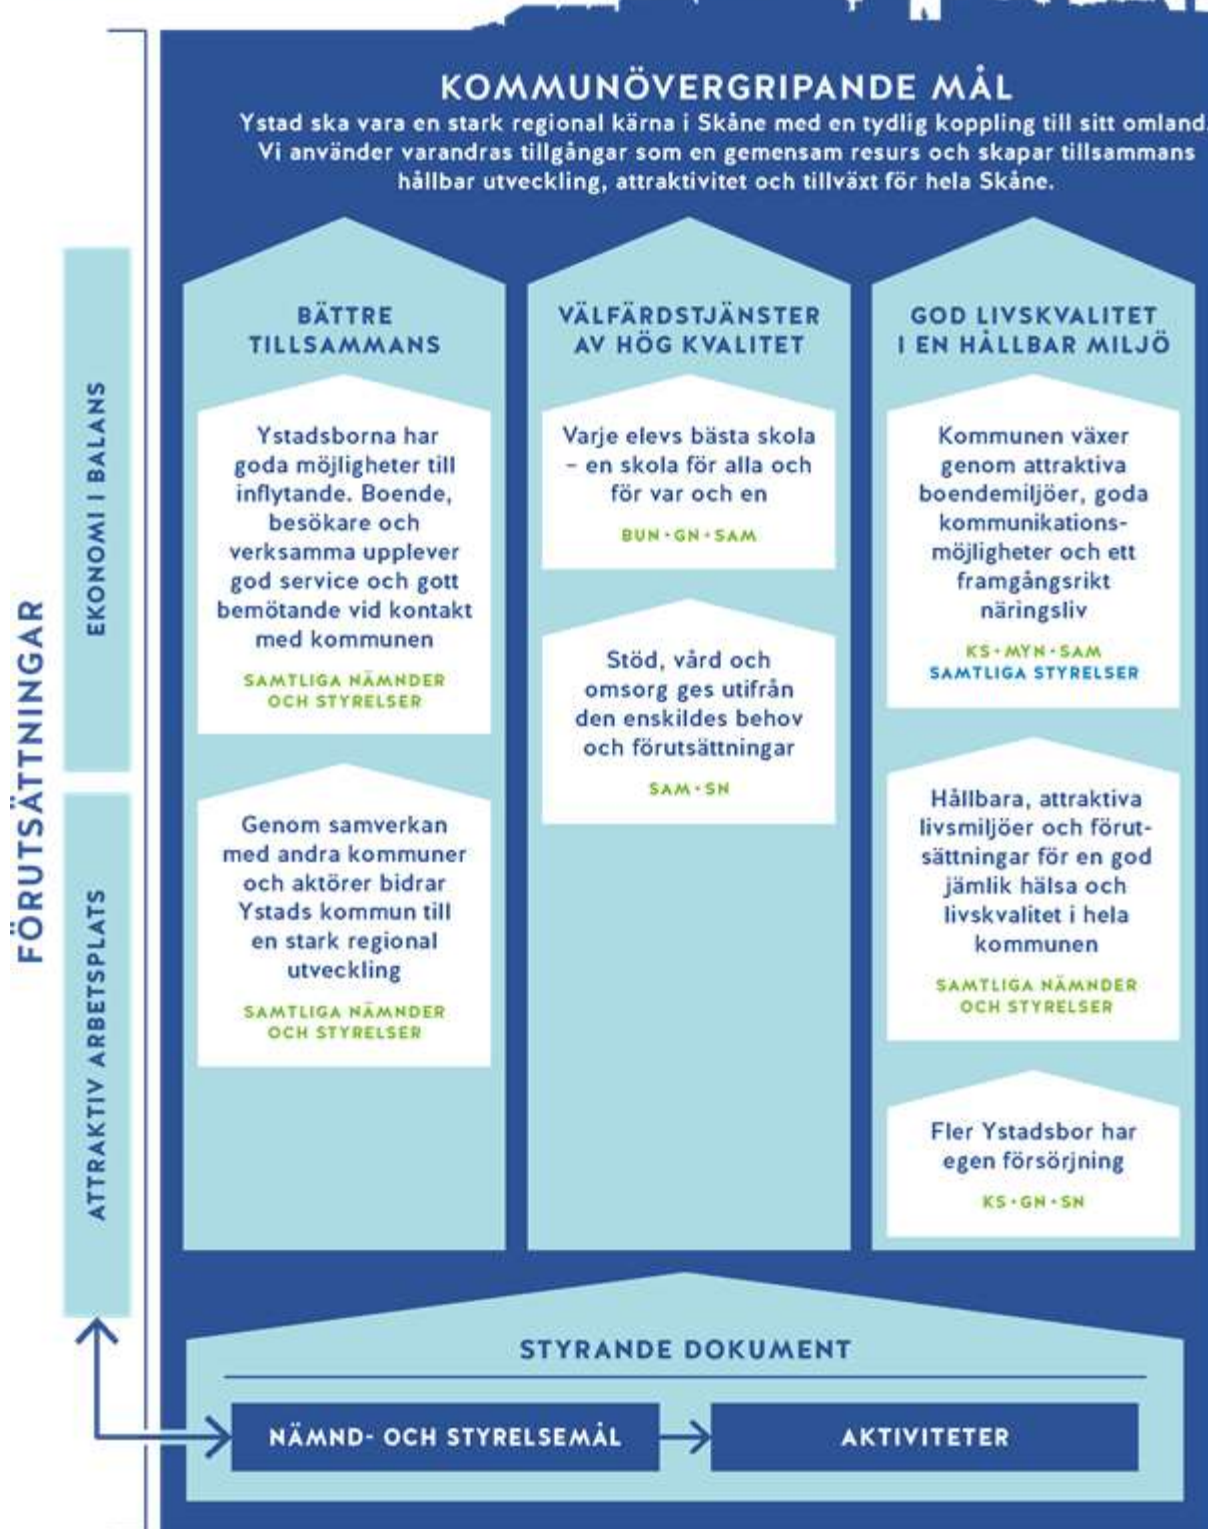 KOMMUNÖVERGRIPANDE MÅL
Ystad ska vara en stark regional kärna i Skåne med en tydlig koppling till sitt omland.
Vi använder varandras tillgångar som en gemensam resurs och skapar tillsammans
hållbar utveckling, attraktivitet och tillväxt för hela Skåne.
FÖRUTSÄTTNINGAR
EKONOMI I BALANS
ATTRAKTIV ARBETSPLATS
BÄTTRE
TILLSAMMANS
Ystadsborna har
goda möjligheter till
inflytande. Boende,
besökare och
verksamma upplever
god service och gott
bemötande vid kontakt
med kommunen
SAMTLIGA NÄMNDER
OCH STYRELSER
Genom samverkan
med andra kommuner
och aktörer bidrar
Ystads kommun till
en stark regional
utveckling
SAMTLIGA NÄMNDER
OCH STYRELSER
VÄLFÄRDSTJÄNSTER
AV HÖG KVALITET
Varje elevs bästa skola
– en skola för alla och
för var och en
BUN • GN • SAM
Stöd, vård och
omsorg ges utifrån
den enskildes behov
och förutsättningar
SAM • SN
GOD LIVSKVALITET
I EN HÅLLBAR MILJÖ
Kommunen växer
genom attraktiva
boendemiljöer, goda
kommunikations-
möjligheter och ett
framgångsrikt
näringsliv
KS • MYN • SAM
SAMTLIGA STYRELSER
Hållbara, attraktiva
livsmiljöer och förut-
sättningar för en god
jämlik hälsa och
livskvalitet i hela
kommunen
SAMTLIGA NÄMNDER
OCH STYRELSER
Fler Ystadsbor har
egen försörjning
KS • GN • SN
STYRANDE DOKUMENT
NÄMND- OCH STYRELSEMÅL
AKTIVITETER